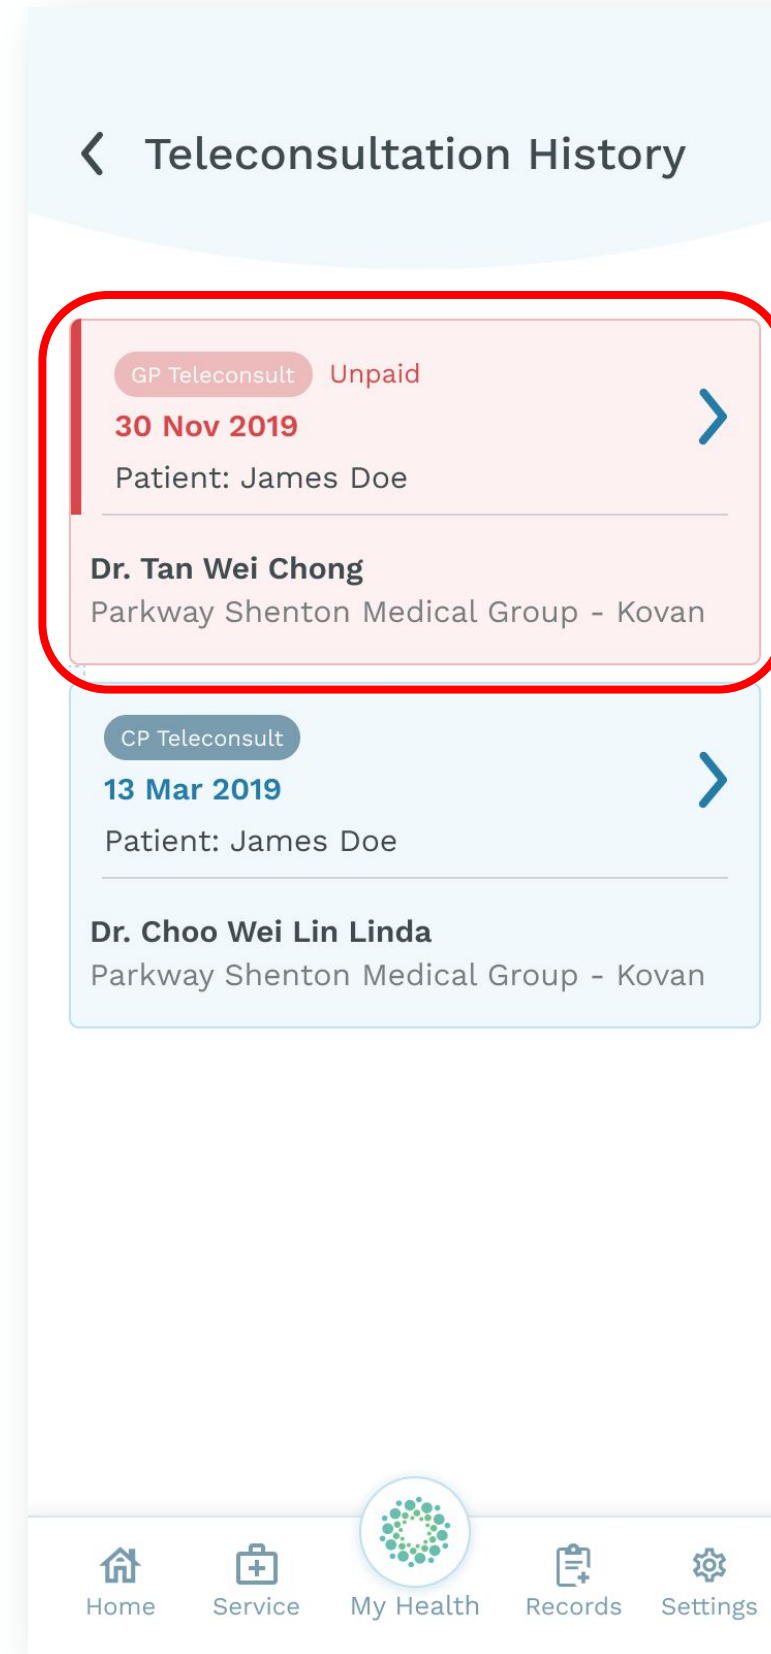 Teleconsultation History
GP Teleconsult Unpaid
30 Nov 2019
Patient: James Doe
Dr. Tan Wei Chong
Parkway Shenton Medical Group - Kovan
CP Teleconsult
13 Mar 2019
Patient: James Doe
Dr. Choo Wei Lin Linda
Parkway Shenton Medical Group - Kovan
Home Service My Health Records Settings